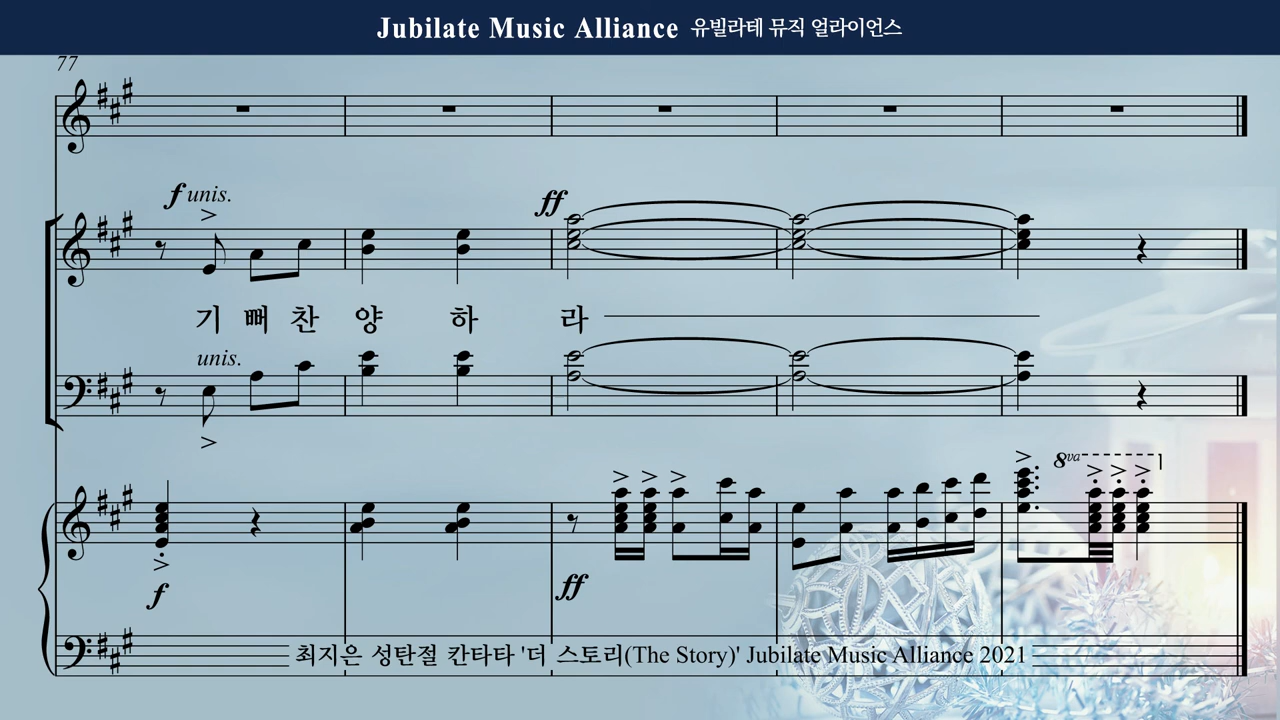 Jubilate Music Alliance 유빌라테 뮤직 얼라이언스
77
f unis.
ff
기 뻐 찬 양 하 라
unis.
8va
f
ff
최지은 성탄절 칸타타 '더 스토리(The Story)' Jubilate Music Alliance 2021